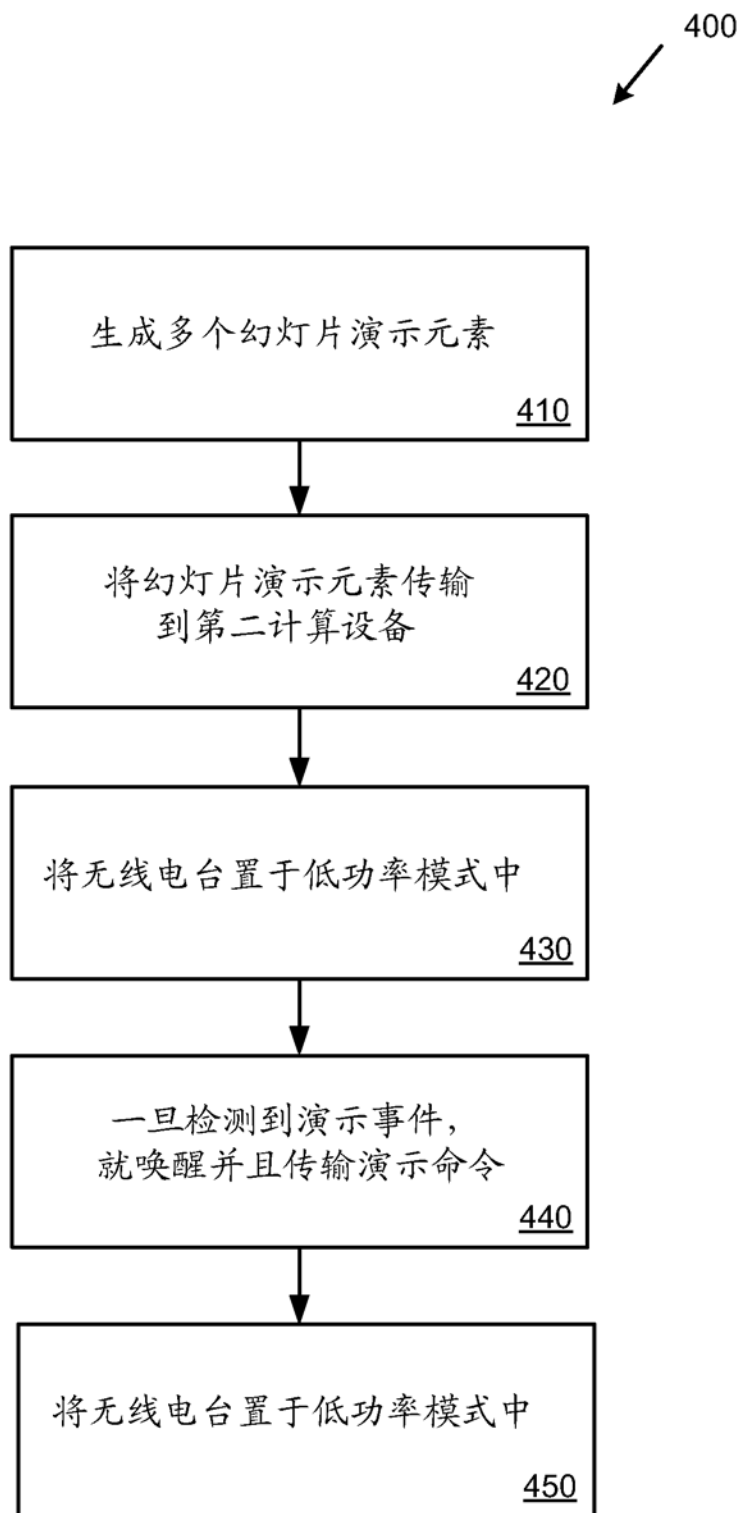 400
生成多个幻灯片演示元素
410
将幻灯片演示元素传输
到第二计算设备
420
将无线电台置于低功率模式中
430
一旦检测到演示事件，
就唤醒并且传输演示命令
440
将无线电台置于低功率模式中
450